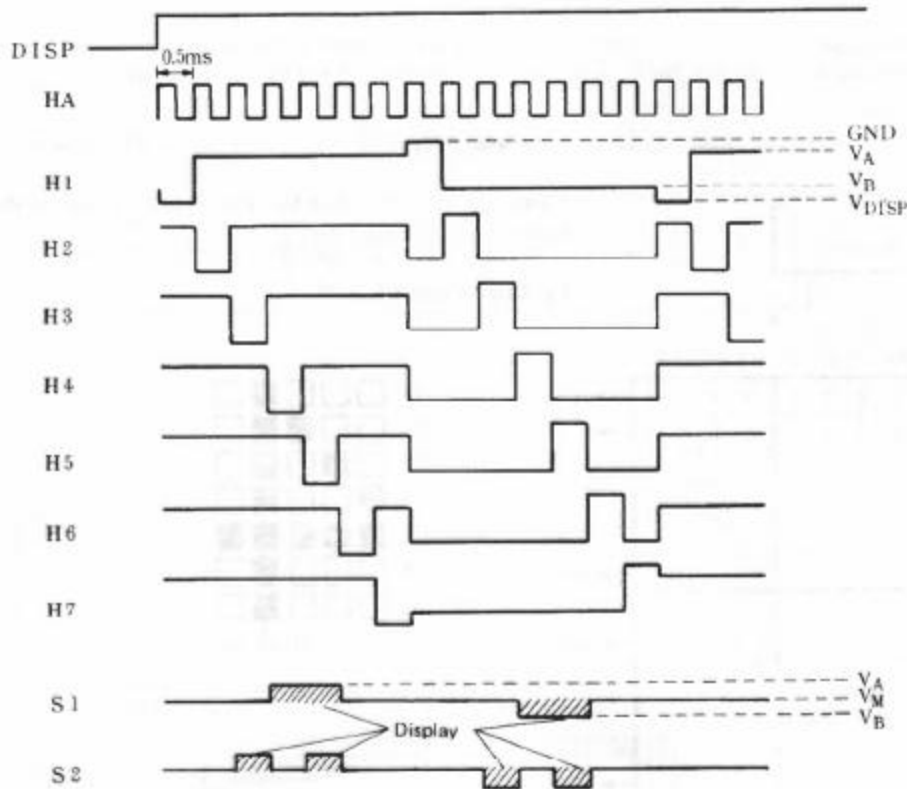 DISP
0.5ms
HA
GND
VA
H1
VB
VDISP
H2
H3
H4
H5
H6
H7
VA
S1
VM
VB
Display
S2